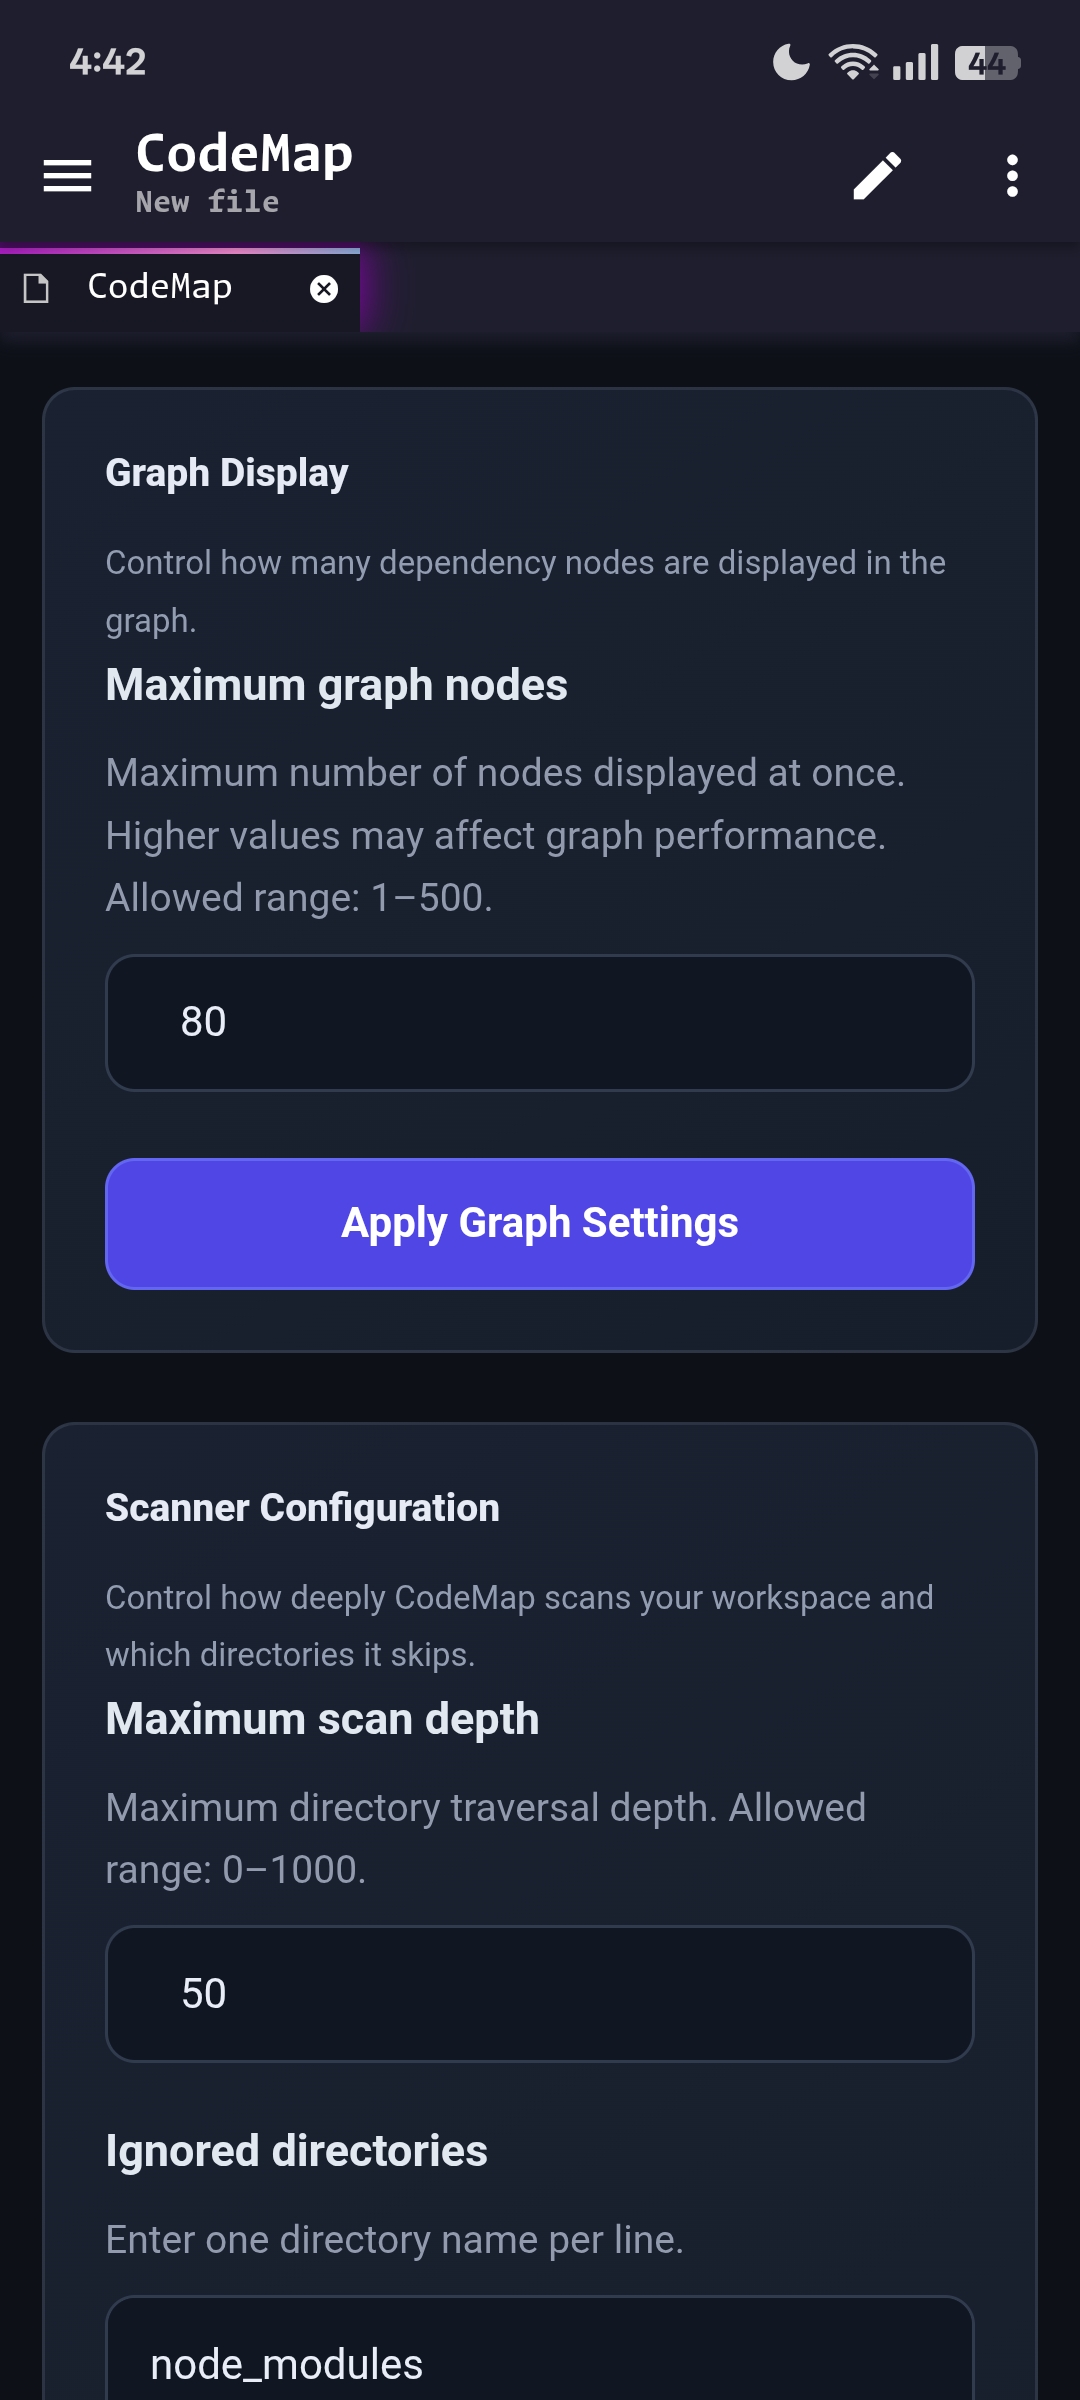 4:42
44
CodeMap
New file
CodeMap
Graph Display
Control how many dependency nodes are displayed in the
graph.
Maximum graph nodes
Maximum number of nodes displayed at once.
Higher values may affect graph performance.
Allowed range: 1–500.
80
Apply Graph Settings
Scanner Configuration
Control how deeply CodeMap scans your workspace and
which directories it skips.
Maximum scan depth
Maximum directory traversal depth. Allowed
range: 0–1000.
50
Ignored directories
Enter one directory name per line.
node_modules